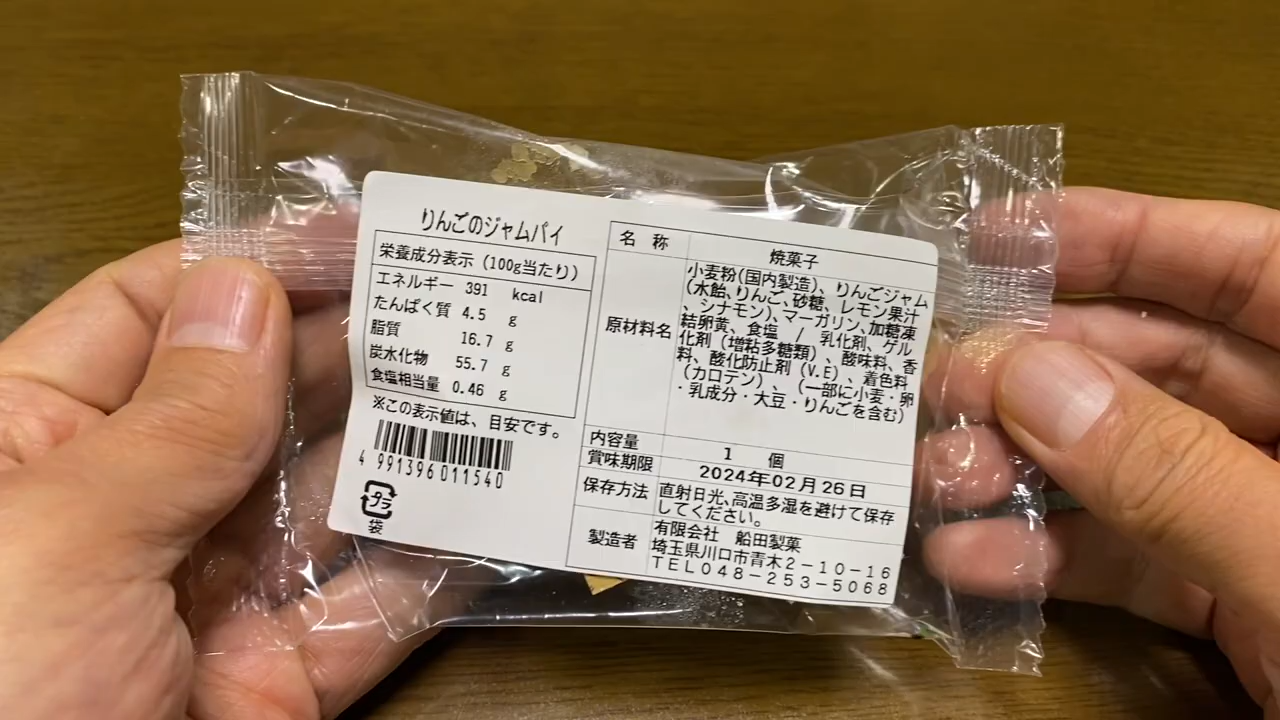 りんごのジャムパイ
栄養成分表示（100g当たり）
エネルギー 391 kcal
たんぱく質 4.5 g
脂質 16.7 g
炭水化物 55.7 g
食塩相当量 0.46 g
※この表示値は、目安です。
4 991396 011540
プラ
袋
名 称 焼菓子
原材料名
小麦粉（国内製造）、りんごジャム
（水飴、りんご、砂糖、レモン果汁
、シナモン）、マーガリン、加糖凍
結卵黄、食塩 / 乳化剤、ゲル
化剤（増粘多糖類）、酸味料、香
料、酸化防止剤（V.E）、着色料
（カロテン）、（一部に小麦・卵
・乳成分・大豆・りんごを含む）
内容量 1 個
賞味期限 2024年02月26日
保存方法 直射日光、高温多湿を避けて保存
してください。
製造者 有限会社 船田製菓
埼玉県川口市青木２－１０－１６
ＴＥＬ０４８－２５３－５０６８